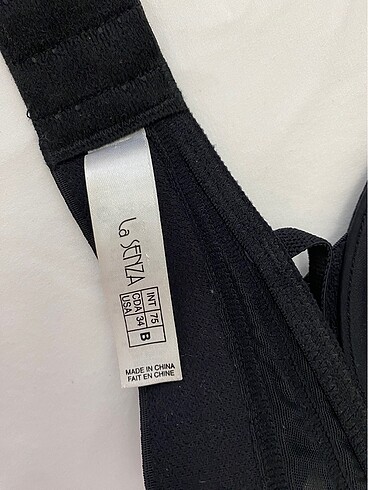 La SENZA
INT 75
CDA 34 B
USA
MADE IN CHINA
FAIT EN CHINE